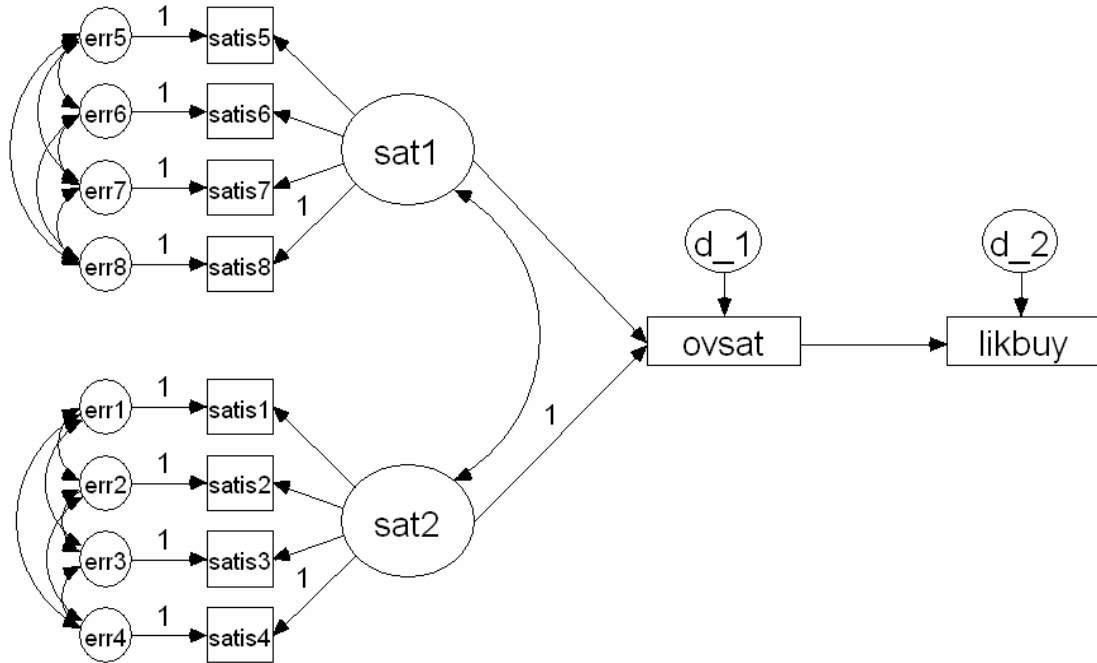 1
err5
satis5
1
err6
satis6
sat1
1
err7
satis7
1
1
err8
satis8
d_1
d_2
ovsat
likbuy
1
err1
satis1
1
1
err2
satis2
sat2
1
err3
satis3
1
1
err4
satis4